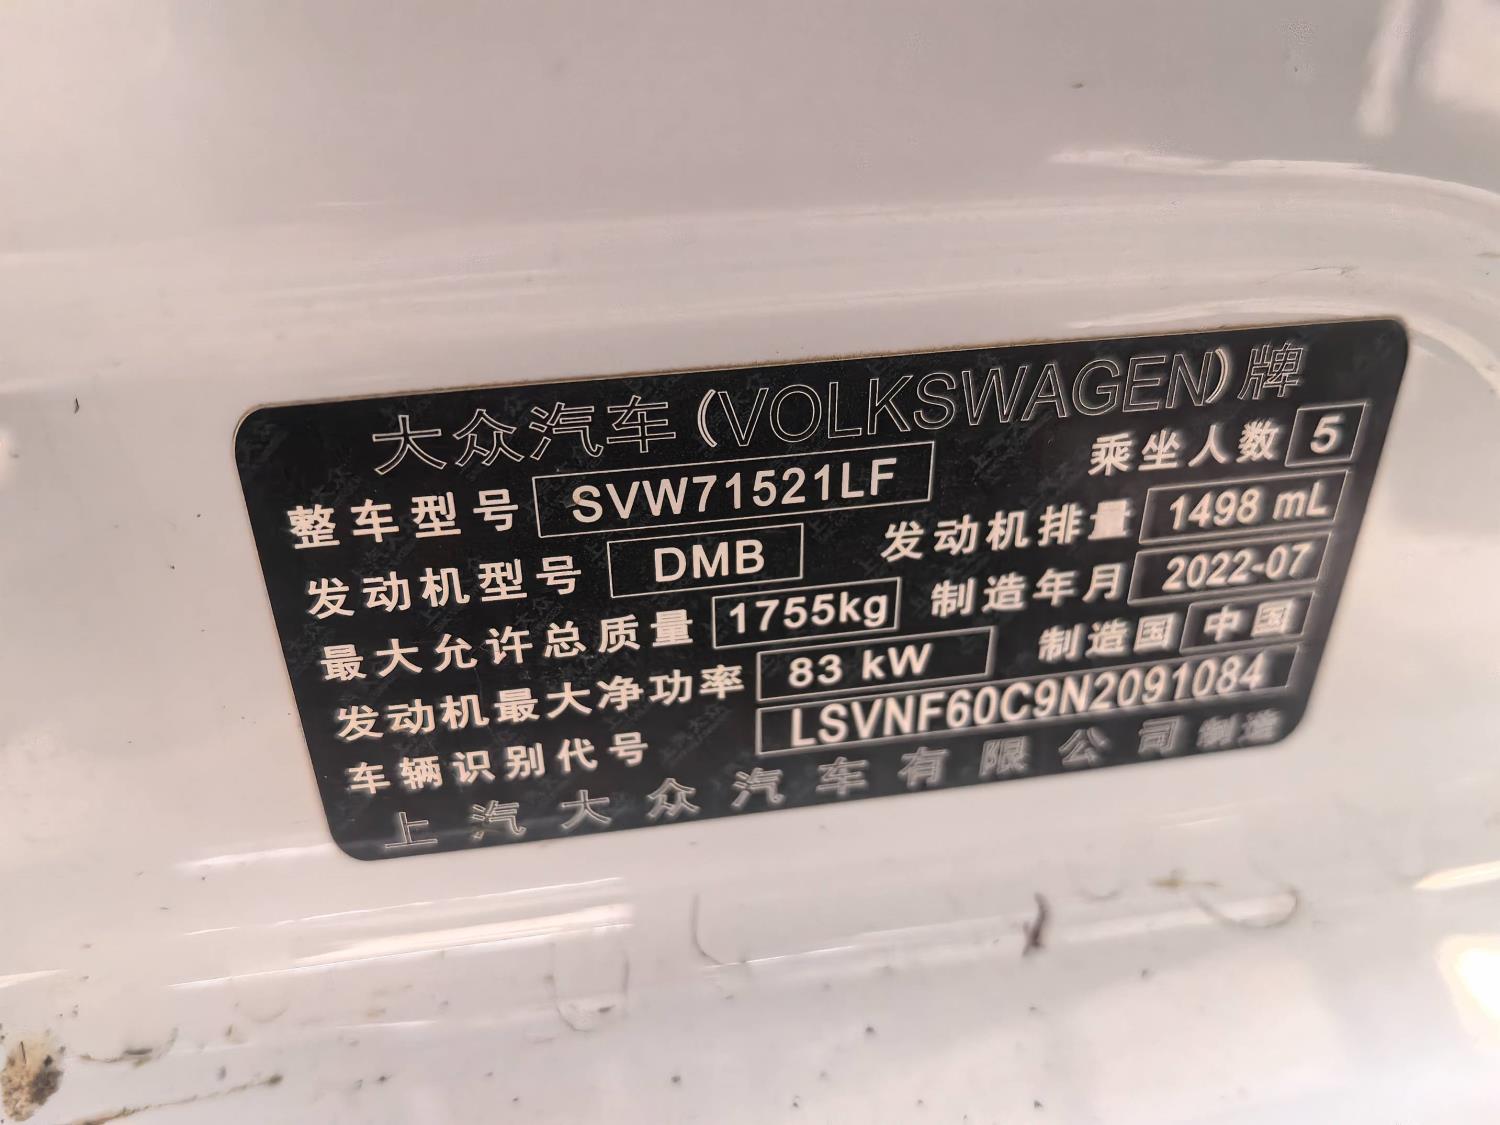 大众汽车(VOLKSWAGEN)牌
整车型号 SVW71521LF 乘坐人数 5
发动机型号 DMB 发动机排量 1498 mL
最大允许总质量 1755kg 制造年月 2022-07
发动机最大净功率 83 kW 制造国 中国
车辆识别代号 LSVNF60C9N2091084
上汽大众汽车有限公司制造